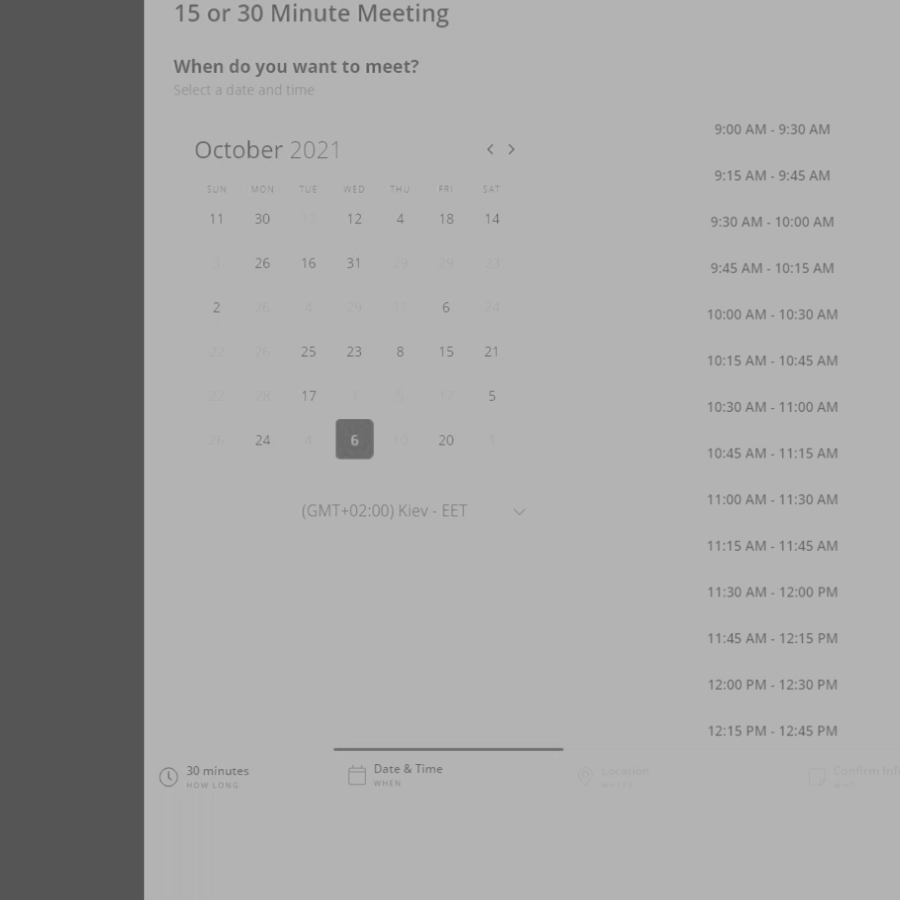 15 or 30 Minute Meeting
When do you want to meet?
Select a date and time
October 2021
SUN MON TUE WED THU FRI SAT
11 30 12 4 18 14
26 16 31 29 29 23
2 26 4 29 11 6 24
22 26 25 23 8 15 21
22 28 17 5 17 5
26 24 4 6 10 20 1
(GMT+02:00) Kiev - EET
9:00 AM - 9:30 AM
9:15 AM - 9:45 AM
9:30 AM - 10:00 AM
9:45 AM - 10:15 AM
10:00 AM - 10:30 AM
10:15 AM - 10:45 AM
10:30 AM - 11:00 AM
10:45 AM - 11:15 AM
11:00 AM - 11:30 AM
11:15 AM - 11:45 AM
11:30 AM - 12:00 PM
11:45 AM - 12:15 PM
12:00 PM - 12:30 PM
12:15 PM - 12:45 PM
30 minutes
HOW LONG
Date & Time
WHEN
Location
WHERE
Confirm Inf
WHO